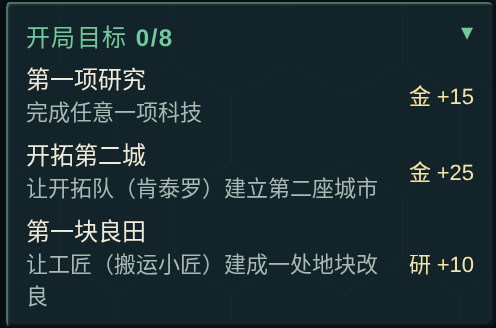 开局目标 0/8 ▼
第一项研究
完成任意一项科技
金 +15
开拓第二城
让开拓队（肯泰罗）建立第二座城市
金 +25
第一块良田
让工匠（搬运小匠）建成一处地块改
良
研 +10